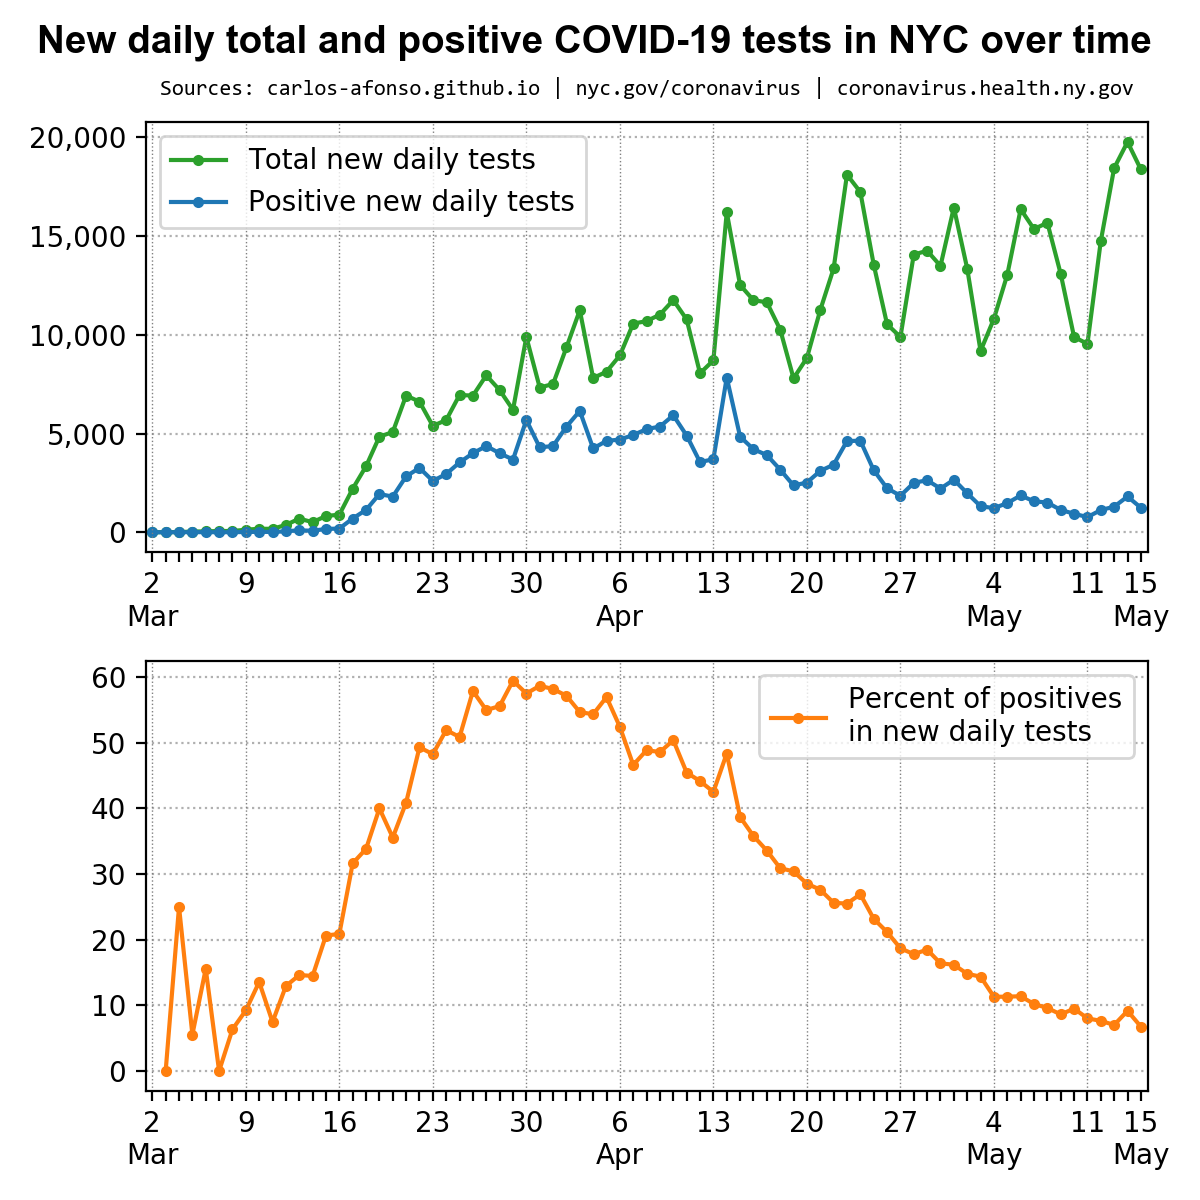 New daily total and positive COVID-19 tests in NYC over time
Sources: carlos-afonso.github.io | nyc.gov/coronavirus | coronavirus.health.ny.gov
20,000
15,000
10,000
5,000
0
Total new daily tests
Positive new daily tests
2 9 16 23 30 6 13 20 27 4 11 15
Mar Apr May May
60
50
40
30
20
10
0
Percent of positives
in new daily tests
2 9 16 23 30 6 13 20 27 4 11 15
Mar Apr May May